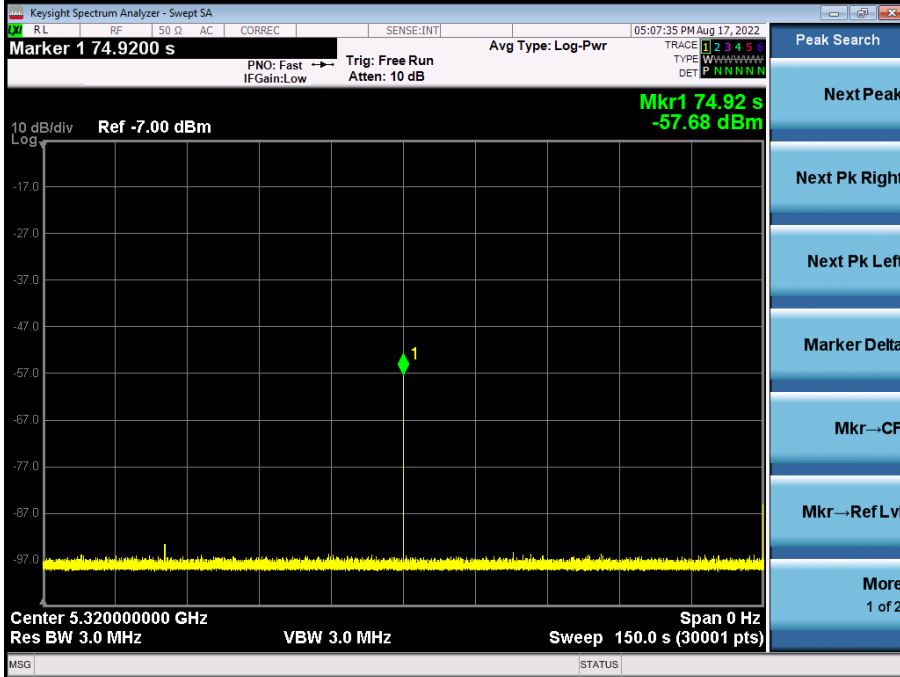 Keysight Spectrum Analyzer - Swept SA
LXI RL RF 50 Ω AC CORREC SENSE:INT 05:07:35 PM Aug 17, 2022
Marker 1 74.9200 s
PNO: Fast
IFGain:Low
Trig: Free Run
Atten: 10 dB
Avg Type: Log-Pwr
TRACE 1 2 3 4 5 6
TYPE WWWWWW
DET P N N N N N
Mkr1 74.92 s
-57.68 dBm
10 dB/div Ref -7.00 dBm
Log
-17.0
-27.0
-37.0
-47.0
1
-57.0
-67.0
-77.0
-87.0
-97.0
Center 5.320000000 GHz Span 0 Hz
Res BW 3.0 MHz VBW 3.0 MHz Sweep 150.0 s (30001 pts)
MSG STATUS
Peak Search
Next Peak
Next Pk Right
Next Pk Left
Marker Delta
Mkr→CF
Mkr→Ref Lvl
More
1 of 2